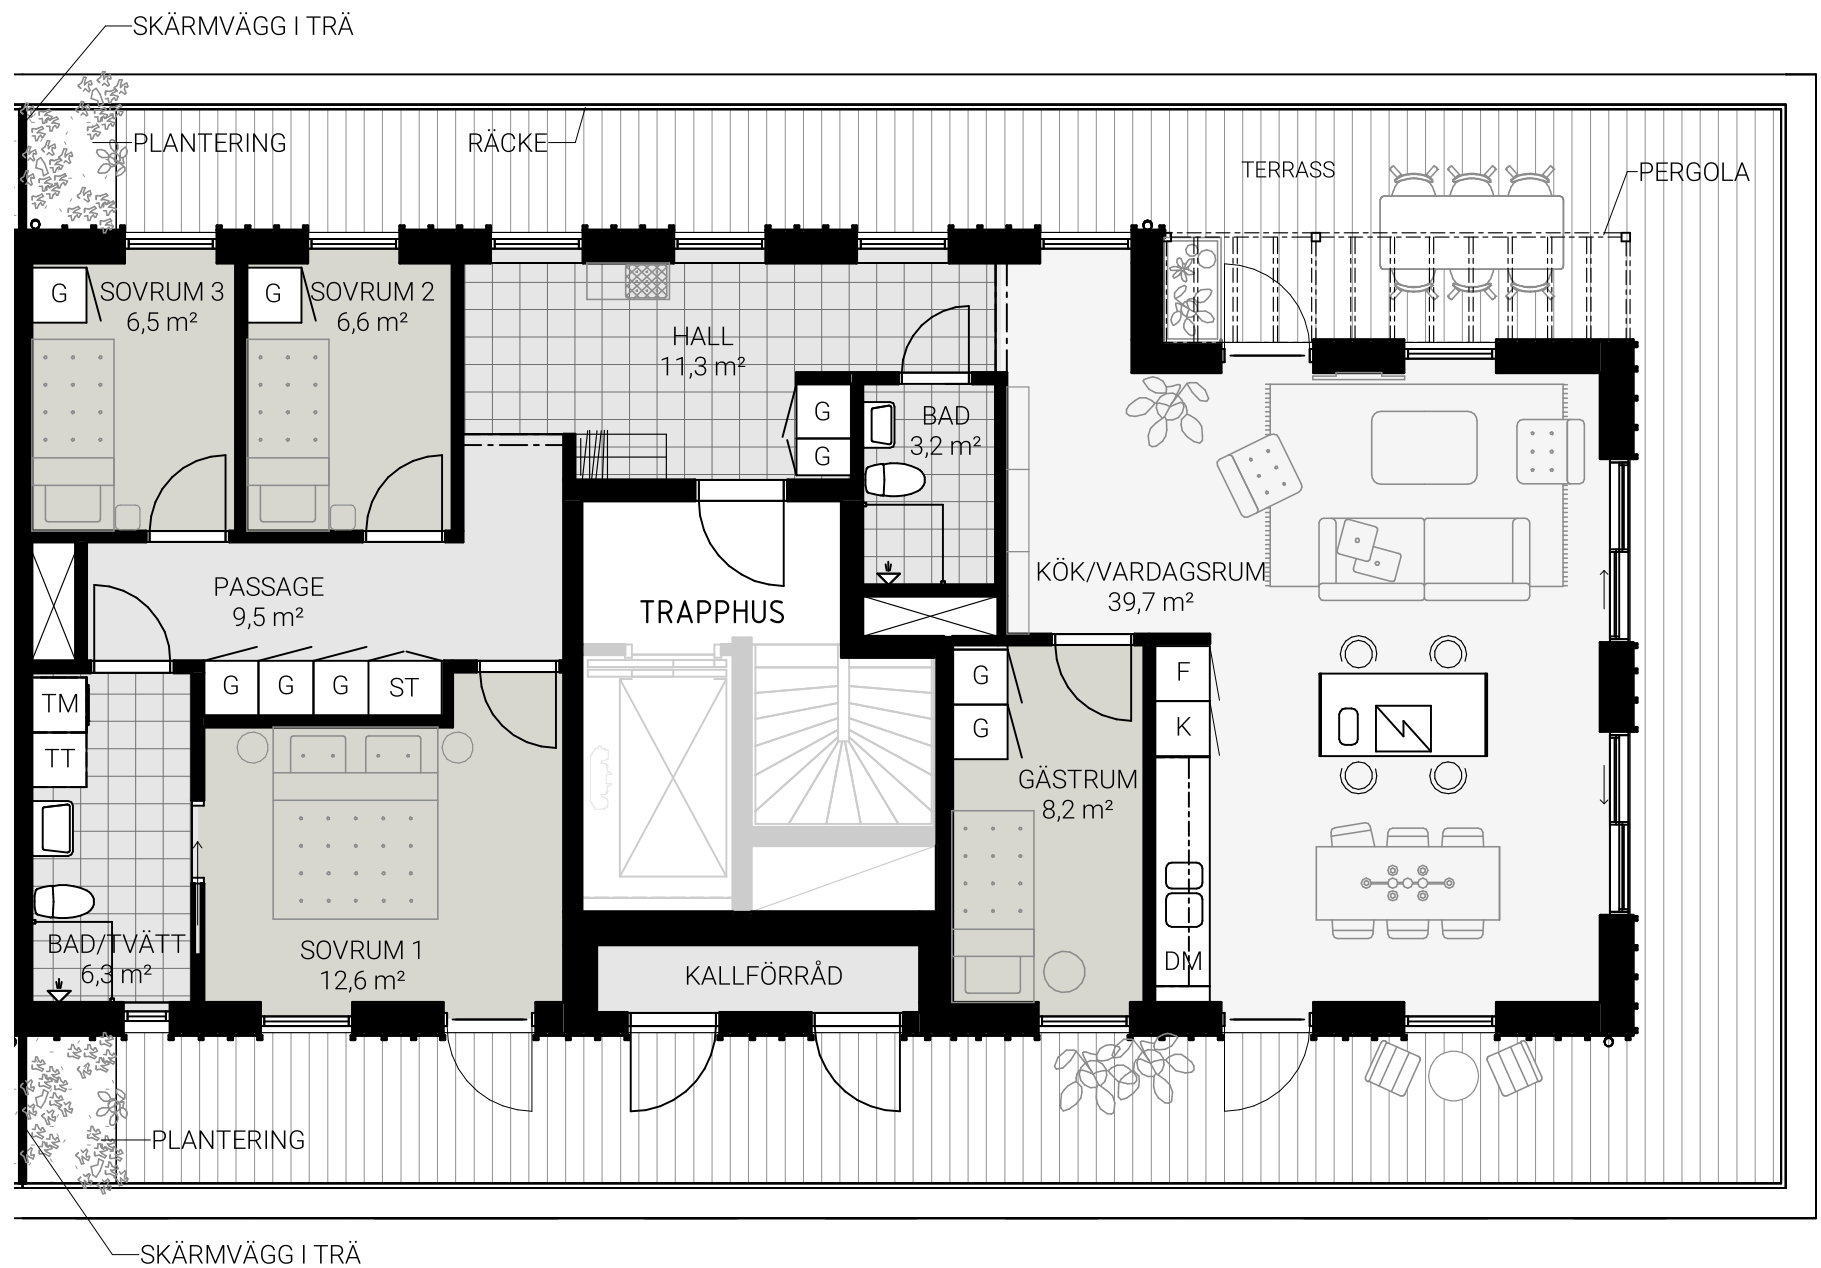 SKÄRMVÄGG I TRÄ
PLANTERING
RÄCKE
TERRASS
PERGOLA
G
SOVRUM 3
6,5 m²
G
SOVRUM 2
6,6 m²
HALL
11,3 m²
G
G
BAD
3,2 m²
KÖK/VARDAGSRUM
39,7 m²
PASSAGE
9,5 m²
TRAPPHUS
G
G
G
ST
TM
TT
G
G
F
K
GÄSTRUM
8,2 m²
BAD/TVÄTT
6,3 m²
SOVRUM 1
12,6 m²
KALLFÖRRÅD
DM
PLANTERING
SKÄRMVÄGG I TRÄ